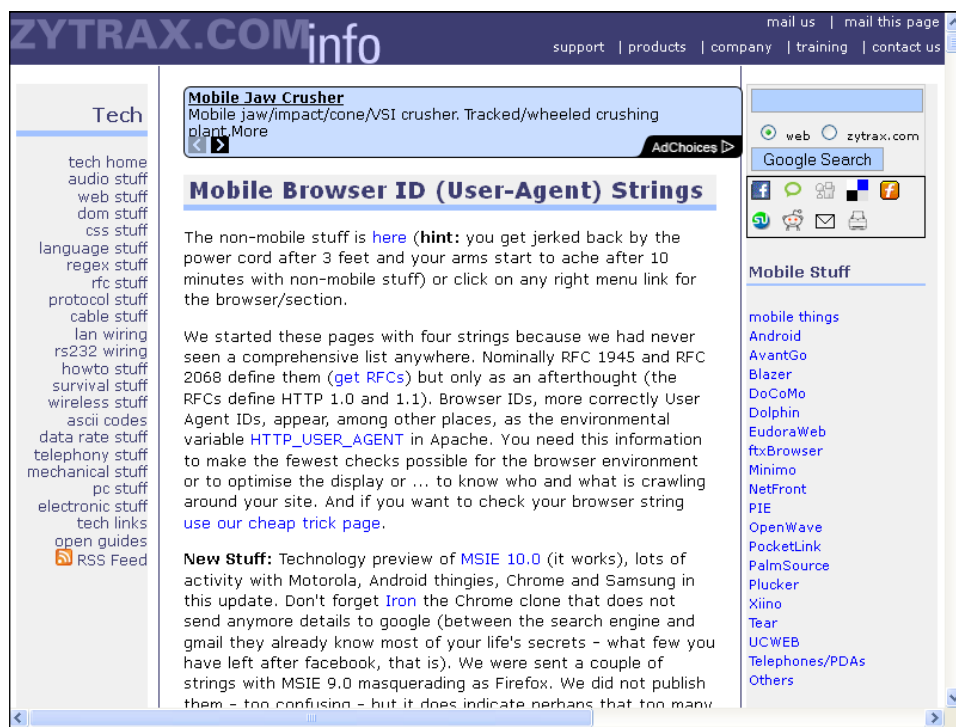 ZYTRAX.COM info
mail us | mail this page
support | products | company | training | contact us
Tech
tech home
audio stuff
web stuff
dom stuff
css stuff
language stuff
regex stuff
rfc stuff
protocol stuff
cable stuff
lan wiring
rs232 wiring
howto stuff
survival stuff
wireless stuff
ascii codes
data rate stuff
telephony stuff
mechanical stuff
pc stuff
electronic stuff
tech links
open guides
RSS Feed
Mobile Jaw Crusher
Mobile jaw/impact/cone/VSI crusher. Tracked/wheeled crushing
plant.More
AdChoices
Mobile Browser ID (User-Agent) Strings
The non-mobile stuff is here (hint: you get jerked back by the
power cord after 3 feet and your arms start to ache after 10
minutes with non-mobile stuff) or click on any right menu link for
the browser/section.
We started these pages with four strings because we had never
seen a comprehensive list anywhere. Nominally RFC 1945 and RFC
2068 define them (get RFCs) but only as an afterthought (the
RFCs define HTTP 1.0 and 1.1). Browser IDs, more correctly User
Agent IDs, appear, among other places, as the environmental
variable HTTP_USER_AGENT in Apache. You need this information
to make the fewest checks possible for the browser environment
or to optimise the display or ... to know who and what is crawling
around your site. And if you want to check your browser string
use our cheap trick page.
New Stuff: Technology preview of MSIE 10.0 (it works), lots of
activity with Motorola, Android thingies, Chrome and Samsung in
this update. Don't forget Iron the Chrome clone that does not
send anymore details to google (between the search engine and
gmail they already know most of your life's secrets - what few you
have left after facebook, that is). We were sent a couple of
strings with MSIE 9.0 masquerading as Firefox. We did not publish
them - too confusing - but it does indicate perhaps that too many
web zytrax.com
Google Search
Mobile Stuff
mobile things
Android
AvantGo
Blazer
DoCoMo
Dolphin
EudoraWeb
ftxBrowser
Minimo
NetFront
PIE
OpenWave
PocketLink
PalmSource
Plucker
Xiino
Tear
UCWEB
Telephones/PDAs
Others